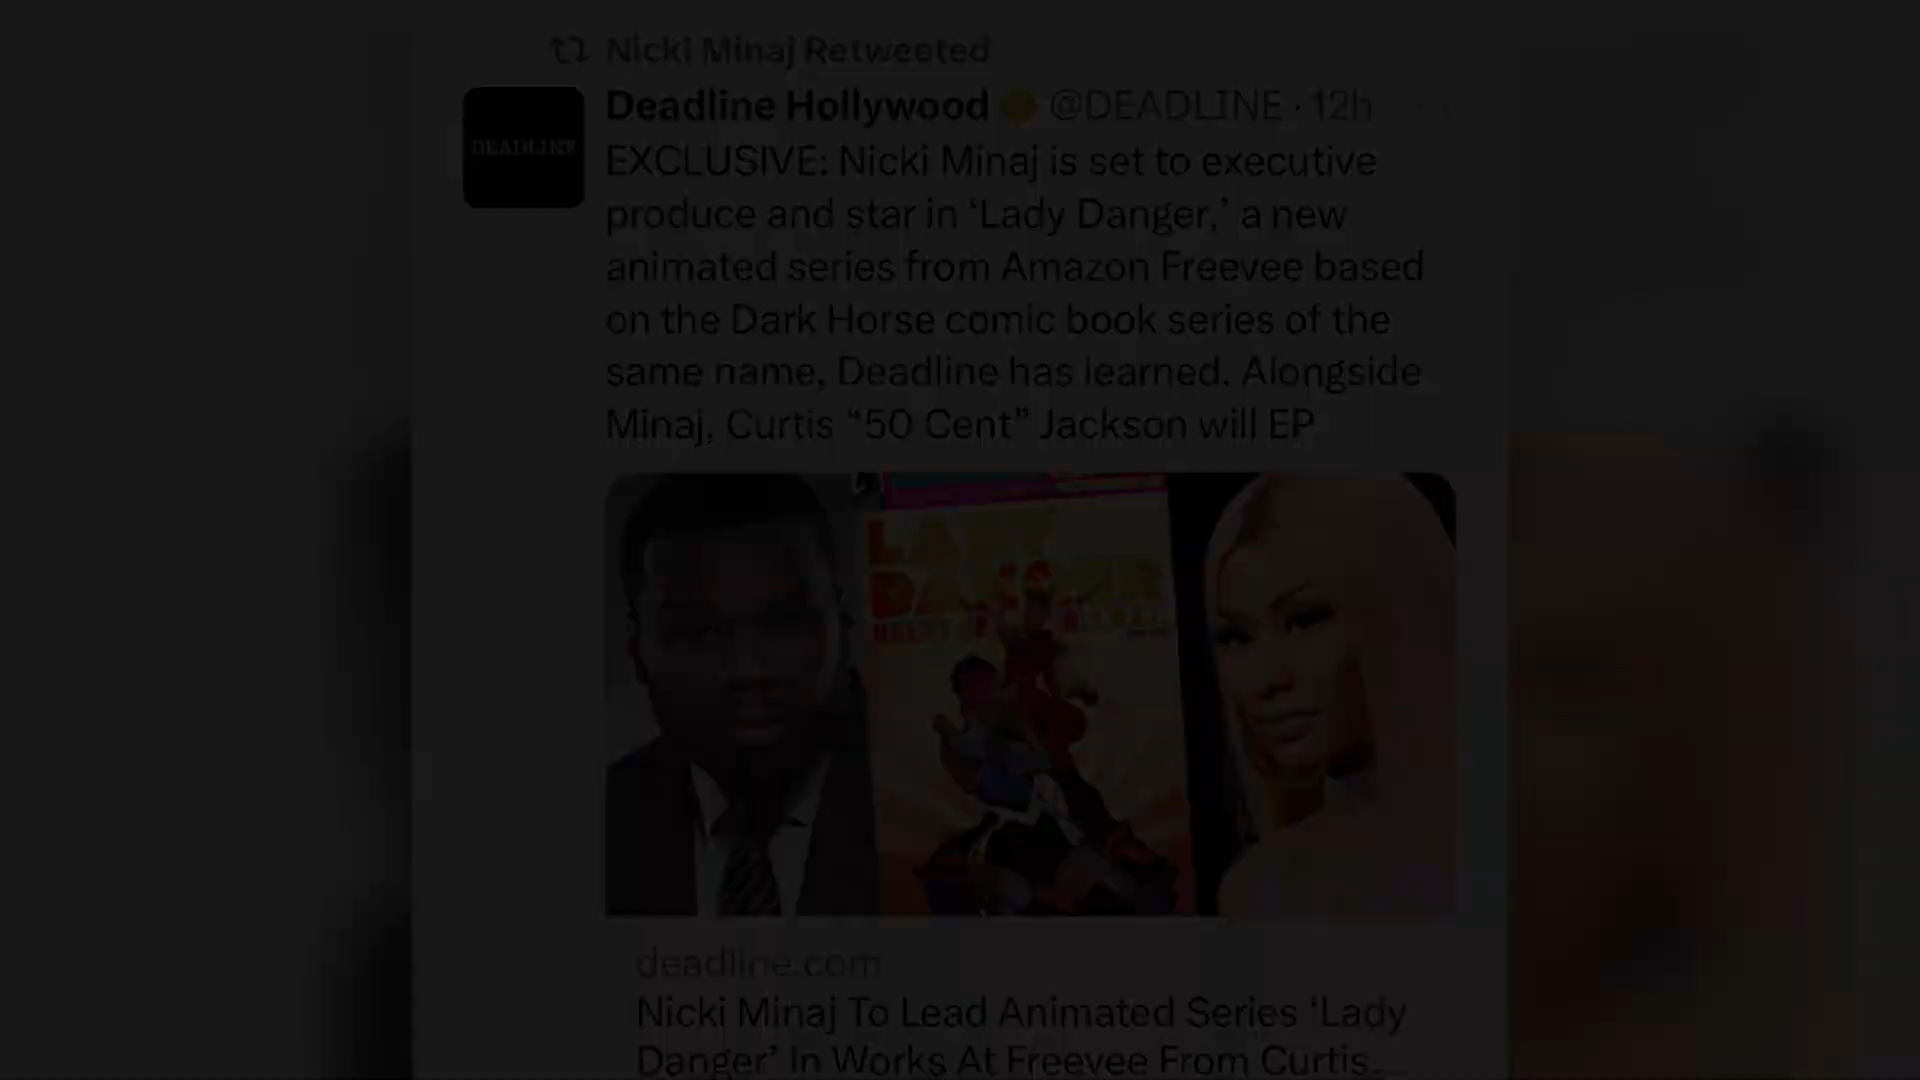 Nicki Minaj Retweeted
Deadline Hollywood @DEADLINE · 12h
DEADLINE
EXCLUSIVE: Nicki Minaj is set to executive
produce and star in ‘Lady Danger,’ a new
animated series from Amazon Freevee based
on the Dark Horse comic book series of the
same name, Deadline has learned. Alongside
Minaj, Curtis “50 Cent” Jackson will EP
LADY
DANGER
deadline.com
Nicki Minaj To Lead Animated Series ‘Lady
Danger’ In Works At Freevee From Curtis...